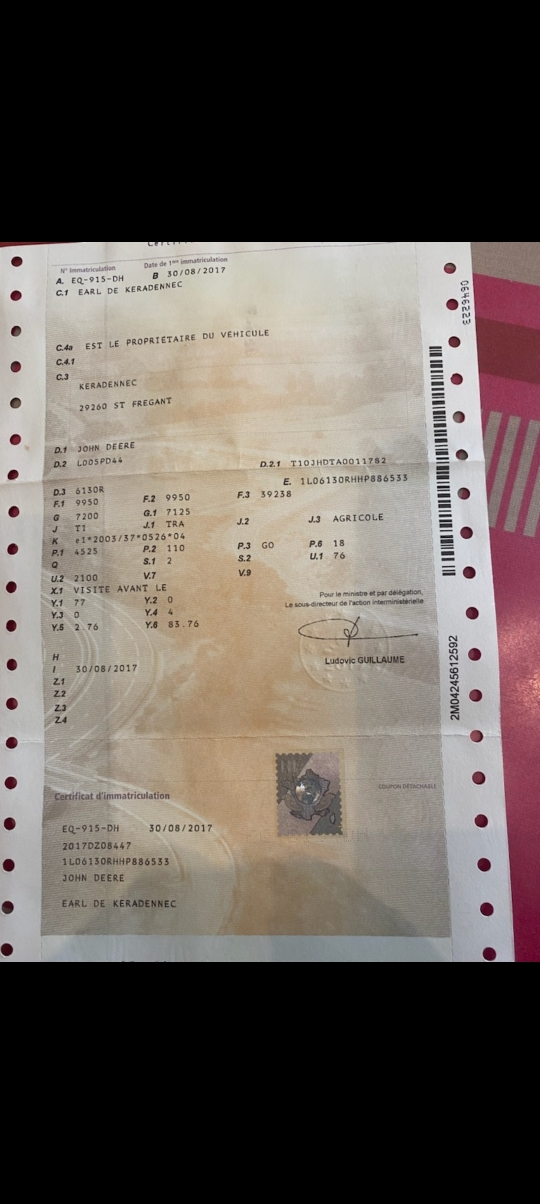 N° Immatriculation Date de 1ère immatriculation
A. EQ-915-DH B 30/08/2017
C.1 EARL DE KERADENNEC
C.4a EST LE PROPRIÉTAIRE DU VÉHICULE
C.4.1
C.3
KERADENNEC
29260 ST FREGANT
D.1 JOHN DEERE
D.2 L00SPD44 D.2.1 T10JHDTA0011782
D.3 6130R E. 1L06130RHHP886533
F.1 9950 F.2 9950 F.3 39238
G 7200 G.1 7125
J T1 J.1 TRA J.2 J.3 AGRICOLE
K e1*2003/37*0526*04
P.1 4525 P.2 110 P.3 GO P.6 18
Q S.1 2 S.2 U.1 76
U.2 2100 V.7 V.9
X.1 VISITE AVANT LE
Y.1 77 Y.2 0
Y.3 0 Y.4 4
Y.5 2.76 Y.6 83.76
Pour le ministre et par délégation,
Le sous-directeur de l'action interministérielle
Ludovic GUILLAUME
H
I 30/08/2017
Z.1
Z.2
Z.3
Z.4
0646223
2M04245612592
COUPON DÉTACHABLE
Certificat d'immatriculation
EQ-915-DH 30/08/2017
2017DZ08447
1L06130RHHP886533
JOHN DEERE
EARL DE KERADENNEC